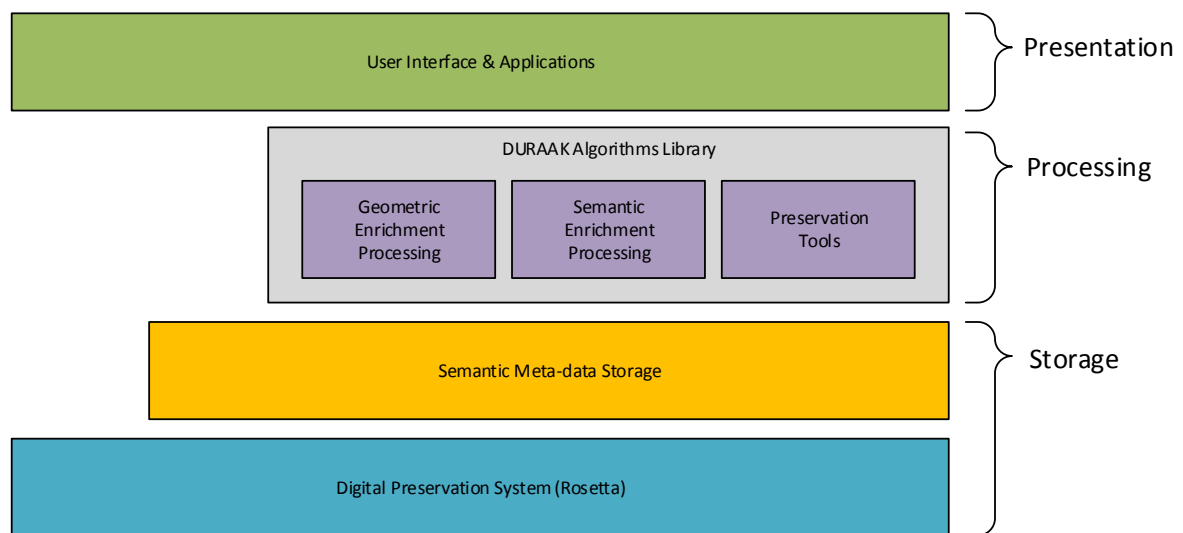 User Interface & Applications
Presentation
DURAAK Algorithms Library
Processing
Geometric
Enrichment
Processing
Semantic
Enrichment
Processing
Preservation
Tools
Semantic Meta-data Storage
Storage
Digital Preservation System (Rosetta)